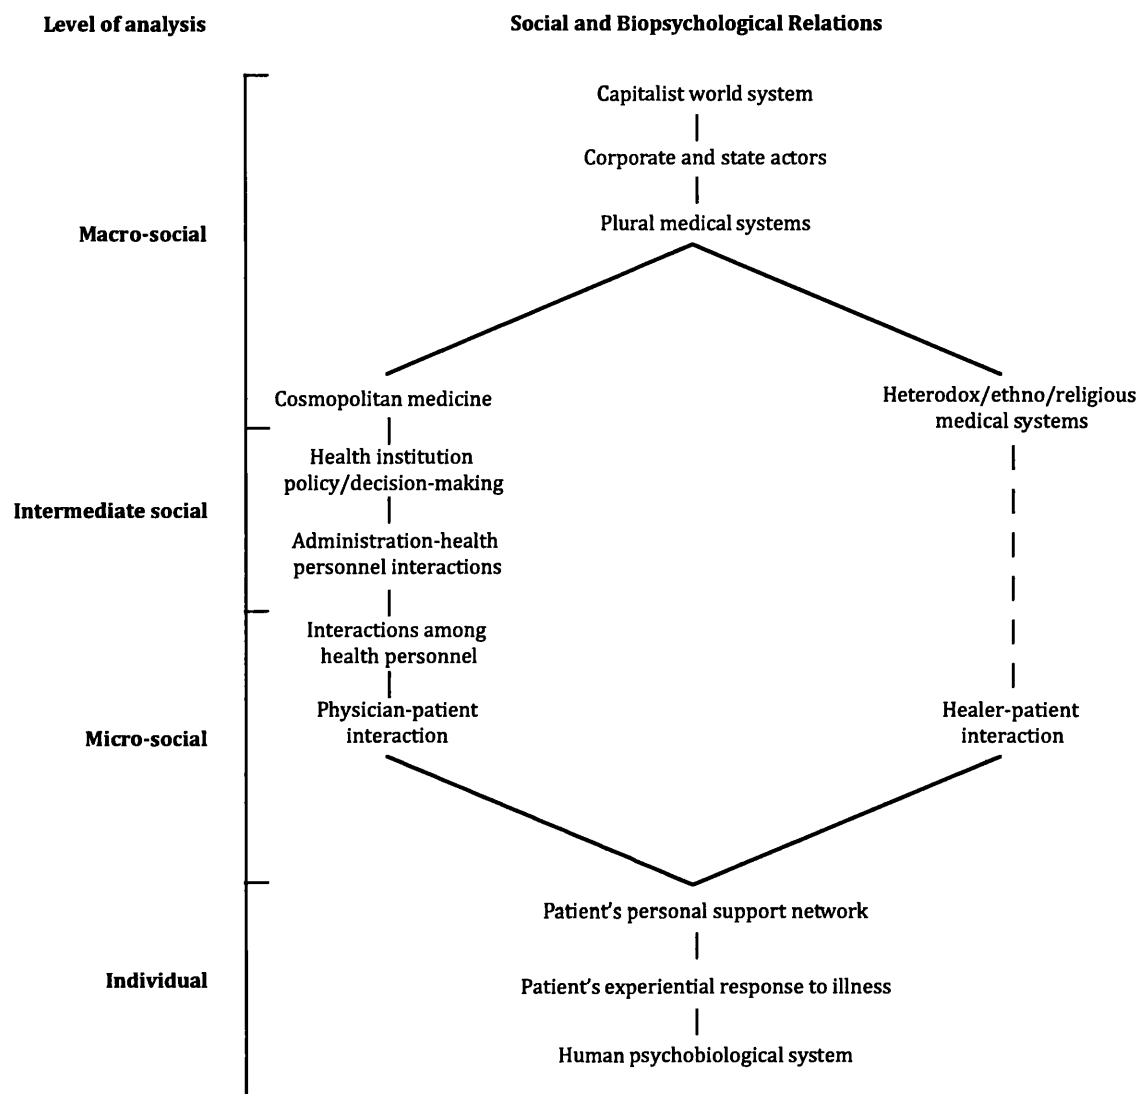 Level of analysis
Social and Biopsychological Relations
Capitalist world system
Corporate and state actors
Plural medical systems
Macro-social
Cosmopolitan medicine
Heterodox/ethno/religious
medical systems
Health institution
policy/decision-making
Intermediate social
Administration-health
personnel interactions
Interactions among
health personnel
Physician-patient
interaction
Healer-patient
interaction
Micro-social
Patient's personal support network
Individual
Patient's experiential response to illness
Human psychobiological system